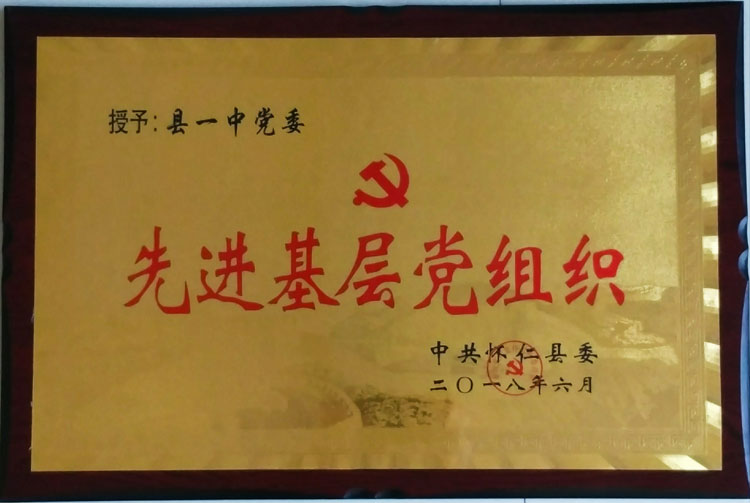 授予：县一中党委
先进基层党组织
中共怀仁县委
二〇一八年六月